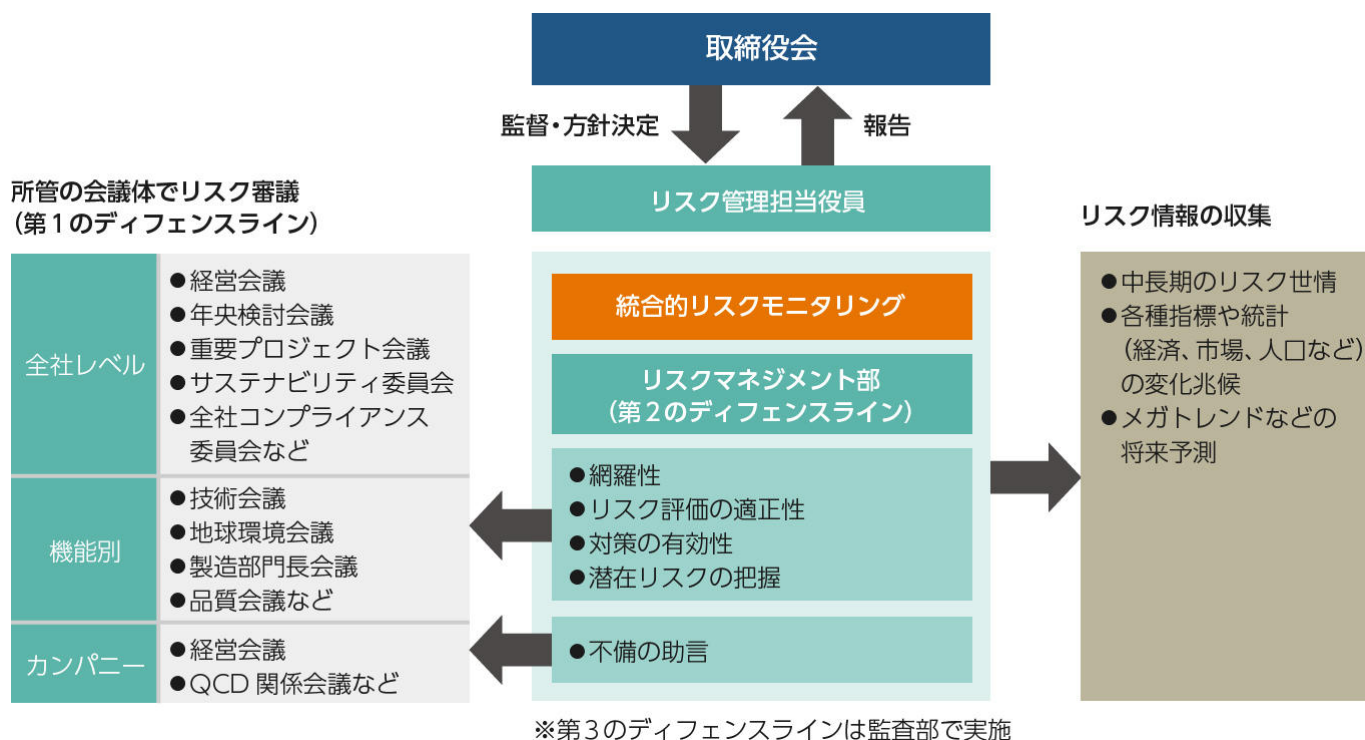 取締役会
監督・方針決定
報告
リスク管理担当役員
所管の会議体でリスク審議
(第1のディフェンスライン)
全社レベル
●経営会議
●年央検討会議
●重要プロジェクト会議
●サステナビリティ委員会
●全社コンプライアンス
委員会など
機能別
●技術会議
●地球環境会議
●製造部門長会議
●品質会議など
カンパニー
●経営会議
●QCD 関係会議など
統合的リスクモニタリング
リスクマネジメント部
(第2のディフェンスライン)
●網羅性
●リスク評価の適正性
●対策の有効性
●潜在リスクの把握
●不備の助言
※第3のディフェンスラインは監査部で実施
リスク情報の収集
●中長期のリスク世情
●各種指標や統計
(経済、市場、人口など)
の変化兆候
●メガトレンドなどの
将来予測